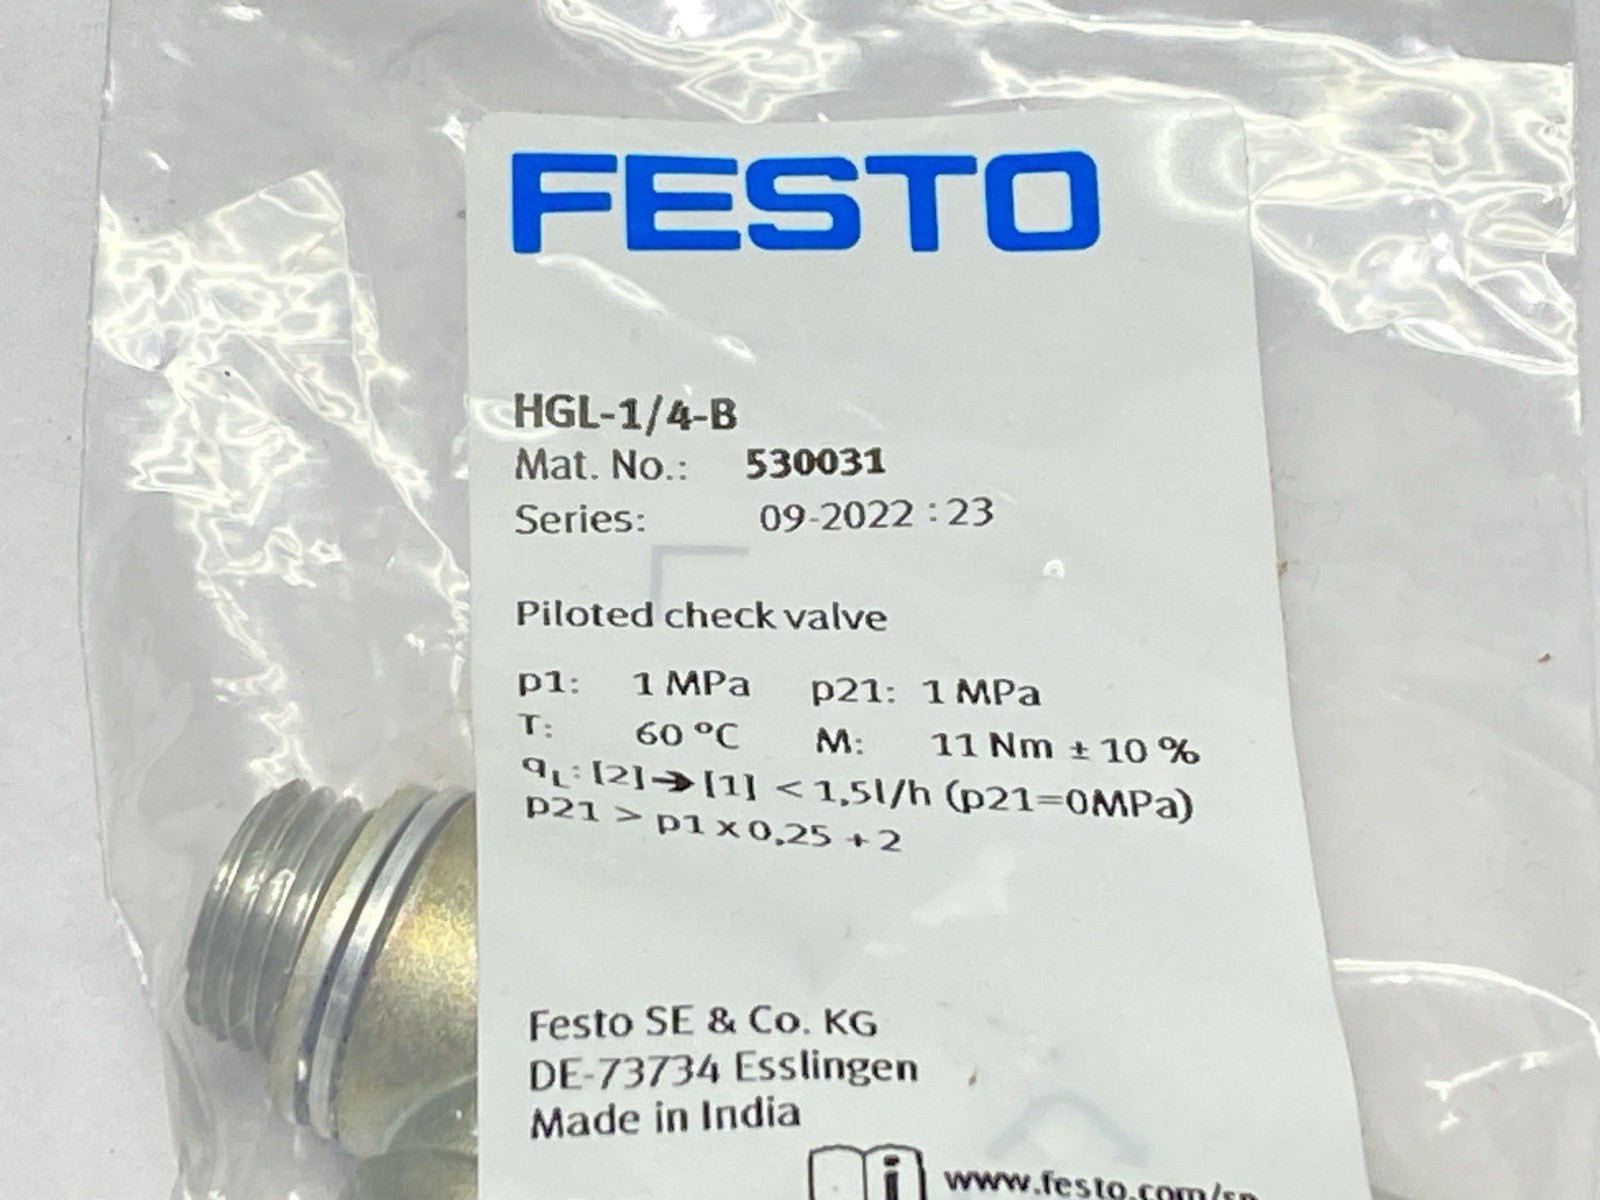 FESTO
HGL-1/4-B
Mat. No.: 530031
Series: 09-2022 : 23
Piloted check valve
p1: 1 MPa p21: 1 MPa
T: 60 °C M: 11 Nm ± 10 %
qL: [2]➔[1] < 1,5l/h (p21=0MPa)
p21 > p1 x 0,25 + 2
Festo SE & Co. KG
DE-73734 Esslingen
Made in India
i www.festo.com/sp